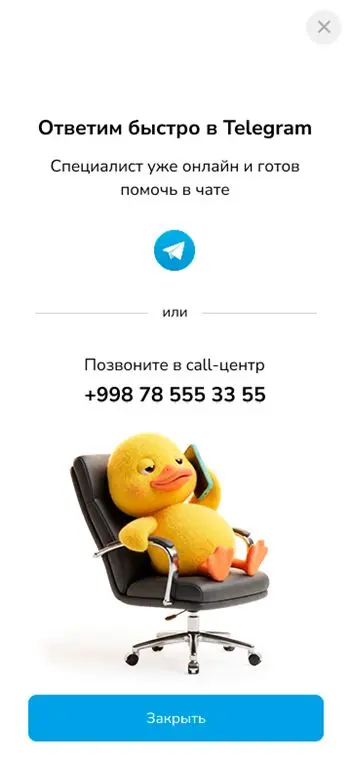 Ответим быстро в Telegram
Специалист уже онлайн и готов
помочь в чате
или
Позвоните в call-центр
+998 78 555 33 55
Закрыть